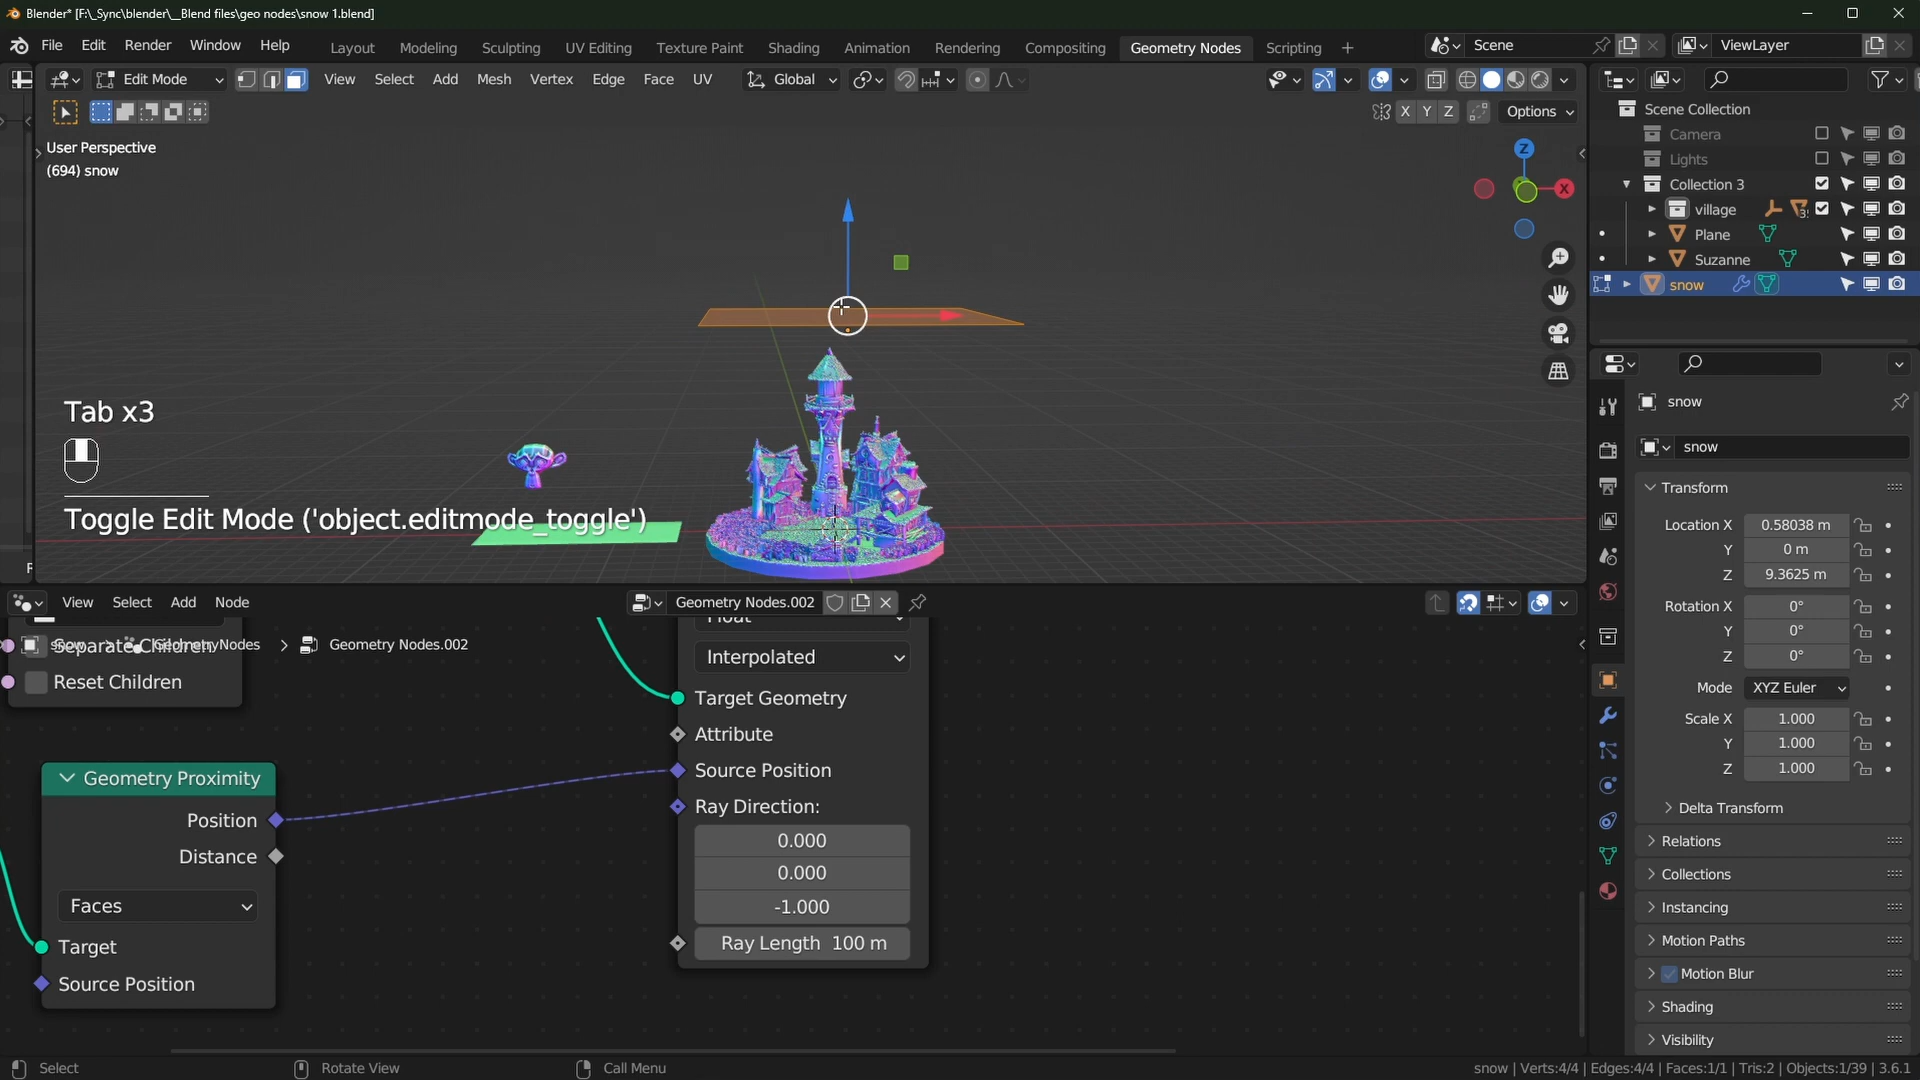 Blender* [F:\_Sync\blender\__Blend files\geo nodes\snow 1.blend]
File Edit Render Window Help
Layout Modeling Sculpting UV Editing Texture Paint Shading Animation Rendering Compositing Geometry Nodes Scripting
Scene
ViewLayer
Edit Mode
View Select Add Mesh Vertex Edge Face UV
Global
X Y Z
Options
User Perspective
(694) snow
Z
X
Tab x3
Toggle Edit Mode ('object.editmode_toggle')
Scene Collection
Camera
Lights
Collection 3
village
Plane
Suzanne
snow
snow
snow
Transform
Location X 0.58038 m
Y 0 m
Z 9.3625 m
Rotation X 0°
Y 0°
Z 0°
Mode XYZ Euler
Scale X 1.000
Y 1.000
Z 1.000
Delta Transform
Relations
Collections
Instancing
Motion Paths
Motion Blur
Shading
Visibility
View Select Add Node
Geometry Nodes.002
Geometry Nodes.002
Separate Children
Reset Children
Geometry Proximity
Position
Distance
Faces
Target
Source Position
Float
Interpolated
Target Geometry
Attribute
Source Position
Ray Direction:
0.000
0.000
-1.000
Ray Length 100 m
Select
Rotate View
Call Menu
snow | Verts:4/4 | Edges:4/4 | Faces:1/1 | Tris:2 | Objects:1/39 | 3.6.1